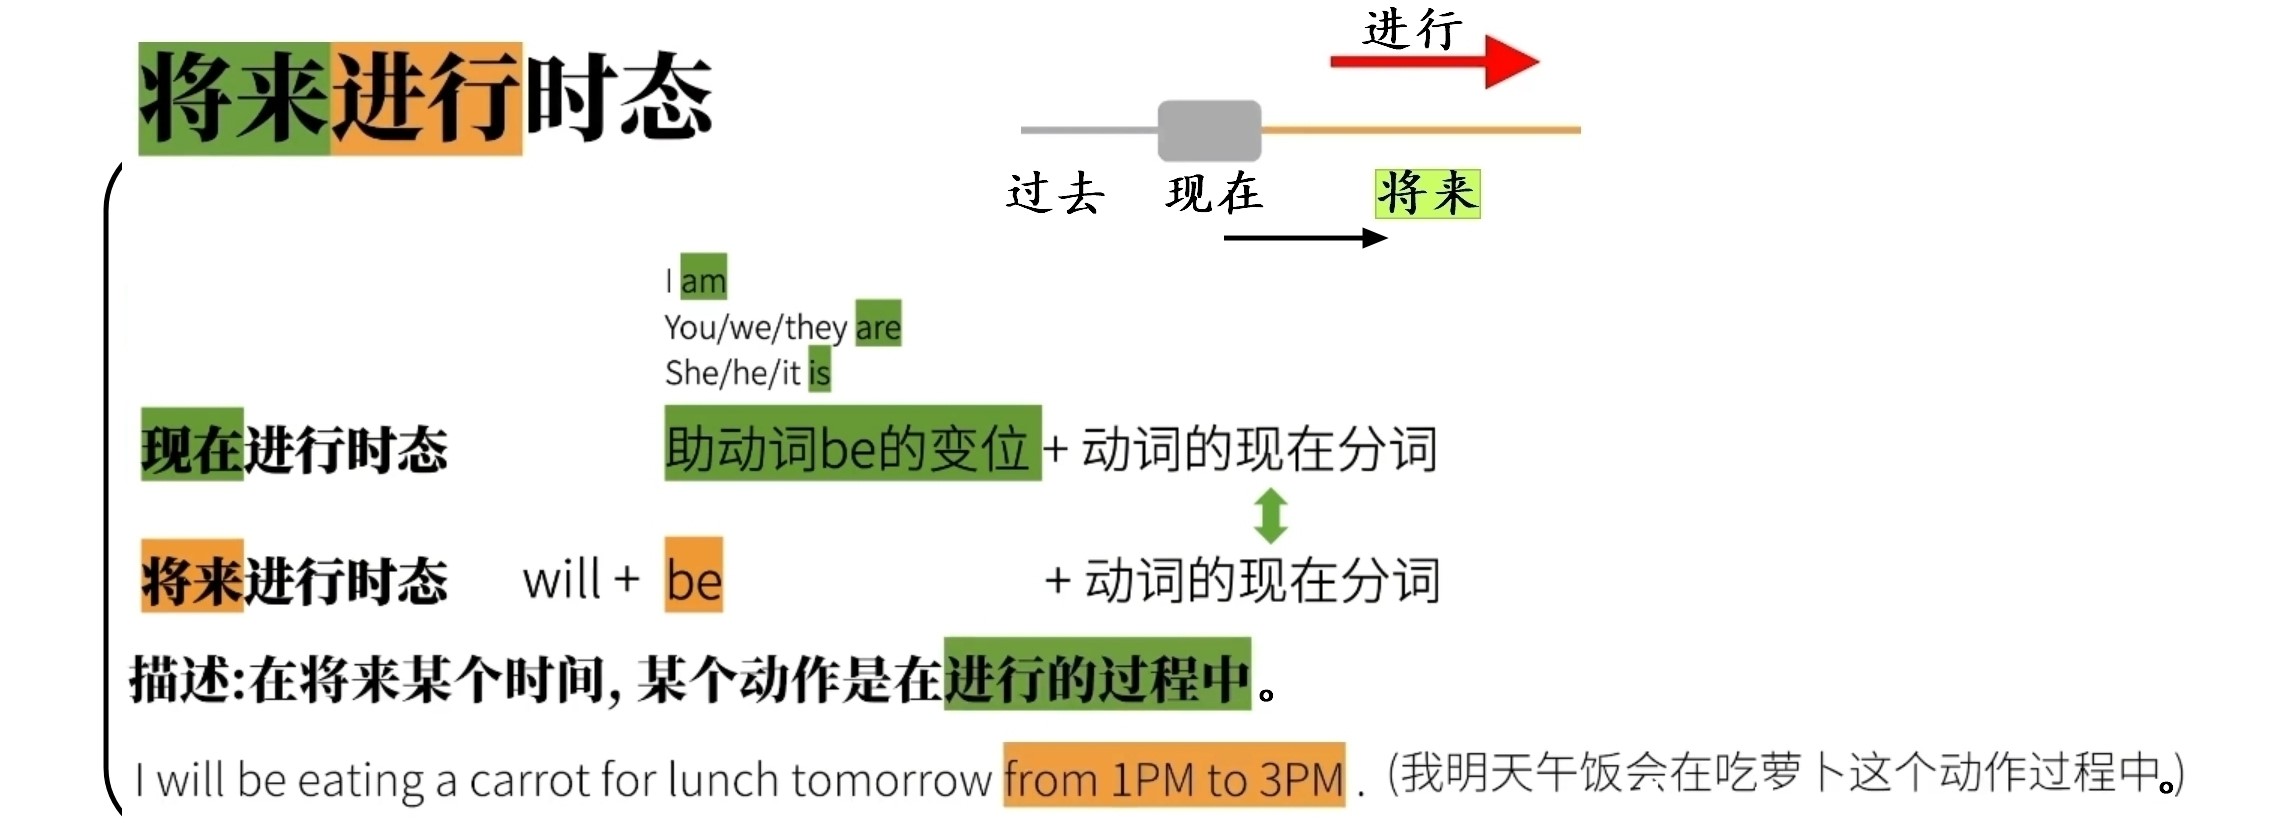 将来进行时态
进行
过去 现在 将来
I am
You/we/they are
She/he/it is
现在进行时态 助动词be的变位 + 动词的现在分词
将来进行时态 will + be + 动词的现在分词
描述:在将来某个时间, 某个动作是在进行的过程中。
I will be eating a carrot for lunch tomorrow from 1PM to 3PM . (我明天午饭会在吃萝卜这个动作过程中。)